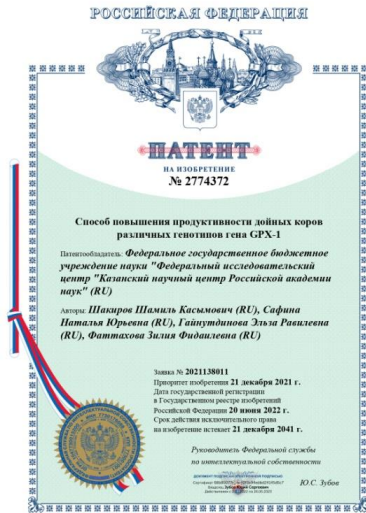 РОССИЙСКАЯ ФЕДЕРАЦИЯ
ПАТЕНТ
НА ИЗОБРЕТЕНИЕ
№ 2774372
Способ повышения продуктивности дойных коров
различных генотипов гена GPX-1
Патентообладатель: Федеральное государственное бюджетное
учреждение науки "Федеральный исследовательский
центр "Казанский научный центр Российской академии
наук" (RU)
Авторы: Шакиров Шамиль Касымович (RU), Сафина
Наталья Юрьевна (RU), Гайнутдинова Эльза Равилевна
(RU), Фаттахова Зилия Фидаилевна (RU)
Заявка № 2021138011
Приоритет изобретения 21 декабря 2021 г.
Дата государственной регистрации
в Государственном реестре изобретений
Российской Федерации 20 июня 2022 г.
Срок действия исключительного права
на изобретение истекает 21 декабря 2041 г.
Руководитель Федеральной службы
по интеллектуальной собственности
Ю.С. Зубов